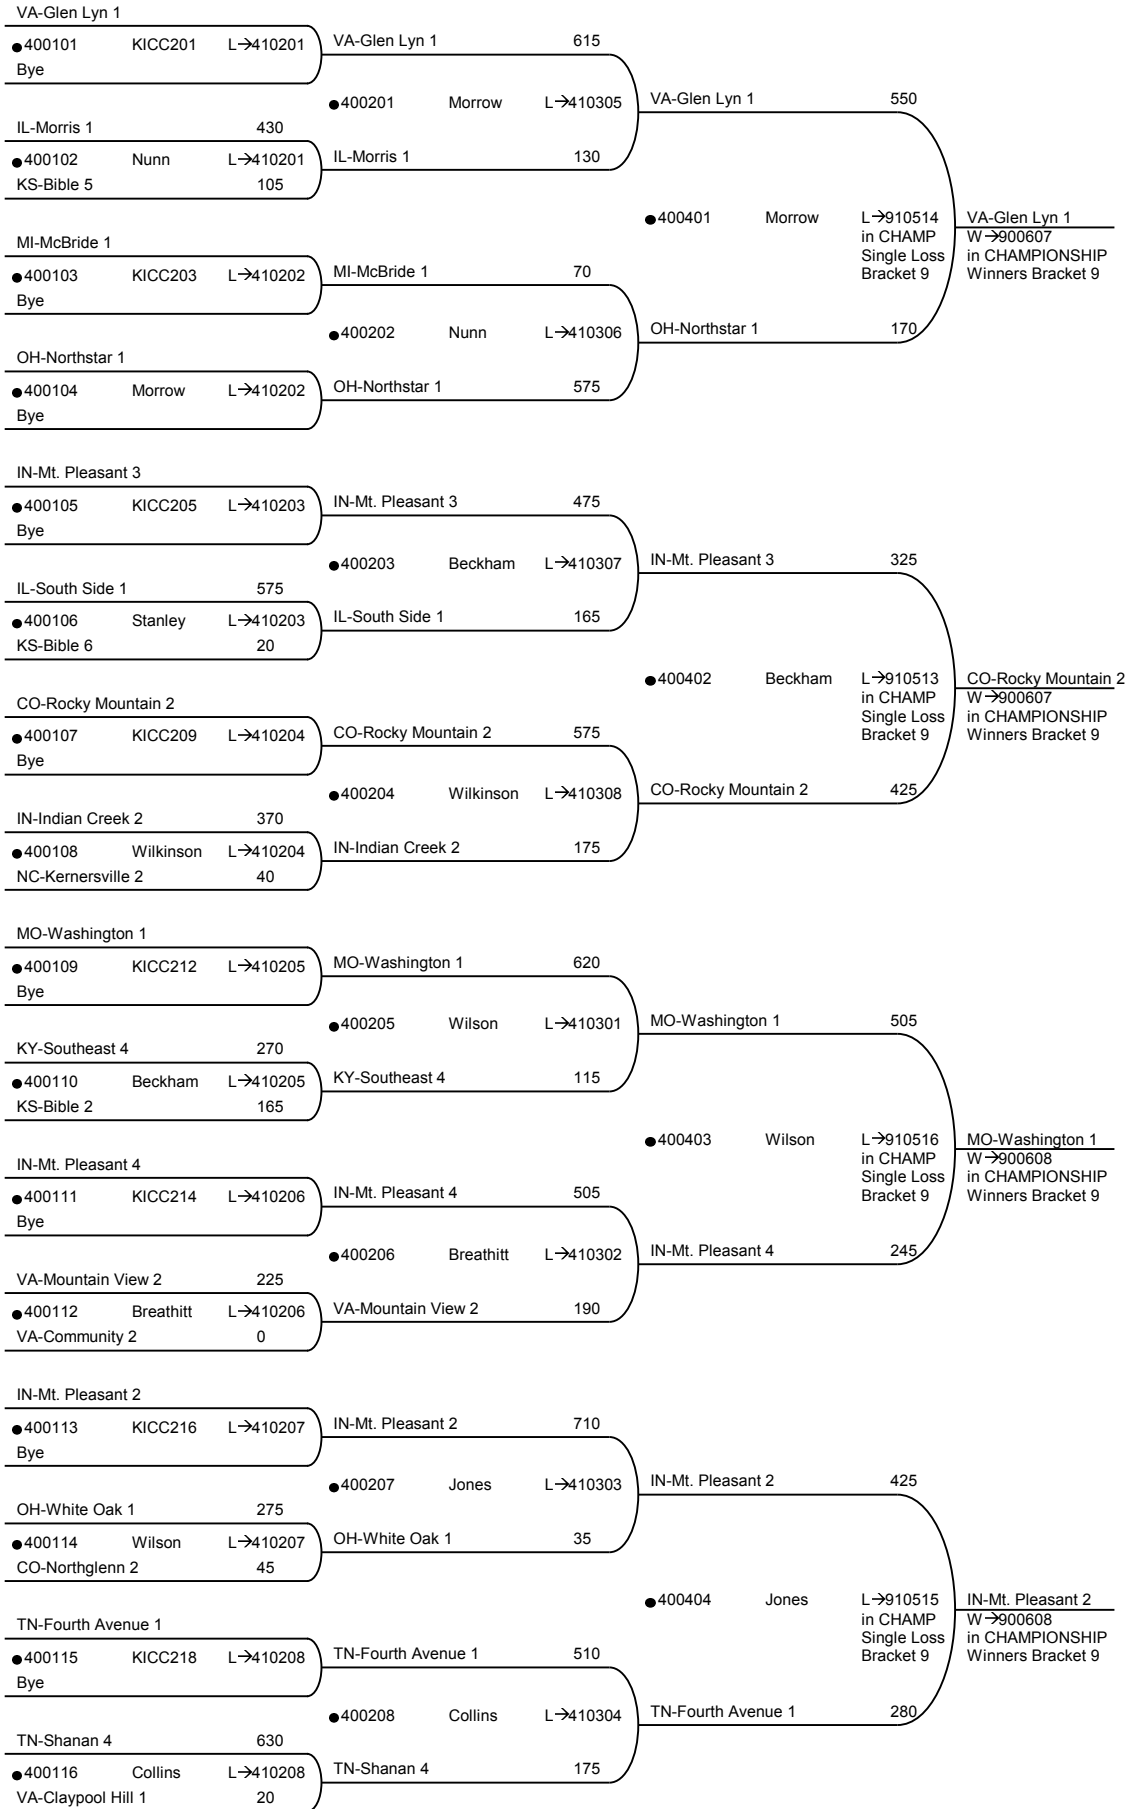 VA-Glen Lyn 1
●400101 KICC201 L→410201
Bye
IL-Morris 1 430
●400102 Nunn L→410201
KS-Bible 5 105
MI-McBride 1
●400103 KICC203 L→410202
Bye
OH-Northstar 1
●400104 Morrow L→410202
Bye
IN-Mt. Pleasant 3
●400105 KICC205 L→410203
Bye
IL-South Side 1 575
●400106 Stanley L→410203
KS-Bible 6 20
CO-Rocky Mountain 2
●400107 KICC209 L→410204
Bye
IN-Indian Creek 2 370
●400108 Wilkinson L→410204
NC-Kernersville 2 40
MO-Washington 1
●400109 KICC212 L→410205
Bye
KY-Southeast 4 270
●400110 Beckham L→410205
KS-Bible 2 165
IN-Mt. Pleasant 4
●400111 KICC214 L→410206
Bye
VA-Mountain View 2 225
●400112 Breathitt L→410206
VA-Community 2 0
IN-Mt. Pleasant 2
●400113 KICC216 L→410207
Bye
OH-White Oak 1 275
●400114 Wilson L→410207
CO-Northglenn 2 45
TN-Fourth Avenue 1
●400115 KICC218 L→410208
Bye
TN-Shanan 4 630
●400116 Collins L→410208
VA-Claypool Hill 1 20
VA-Glen Lyn 1 615
●400201 Morrow L→410305
IL-Morris 1 130
MI-McBride 1 70
●400202 Nunn L→410306
OH-Northstar 1 575
IN-Mt. Pleasant 3 475
●400203 Beckham L→410307
IL-South Side 1 165
CO-Rocky Mountain 2 575
●400204 Wilkinson L→410308
IN-Indian Creek 2 175
MO-Washington 1 620
●400205 Wilson L→410301
KY-Southeast 4 115
IN-Mt. Pleasant 4 505
●400206 Breathitt L→410302
VA-Mountain View 2 190
IN-Mt. Pleasant 2 710
●400207 Jones L→410303
OH-White Oak 1 35
TN-Fourth Avenue 1 510
●400208 Collins L→410304
TN-Shanan 4 175
VA-Glen Lyn 1 550
●400401 Morrow L→910514
in CHAMP
Single Loss
Bracket 9
OH-Northstar 1 170
IN-Mt. Pleasant 3 325
●400402 Beckham L→910513
in CHAMP
Single Loss
Bracket 9
CO-Rocky Mountain 2 425
MO-Washington 1 505
●400403 Wilson L→910516
in CHAMP
Single Loss
Bracket 9
IN-Mt. Pleasant 4 245
IN-Mt. Pleasant 2 425
●400404 Jones L→910515
in CHAMP
Single Loss
Bracket 9
TN-Fourth Avenue 1 280
VA-Glen Lyn 1
W→900607
in CHAMPIONSHIP
Winners Bracket 9
CO-Rocky Mountain 2
W→900607
in CHAMPIONSHIP
Winners Bracket 9
MO-Washington 1
W→900608
in CHAMPIONSHIP
Winners Bracket 9
IN-Mt. Pleasant 2
W→900608
in CHAMPIONSHIP
Winners Bracket 9